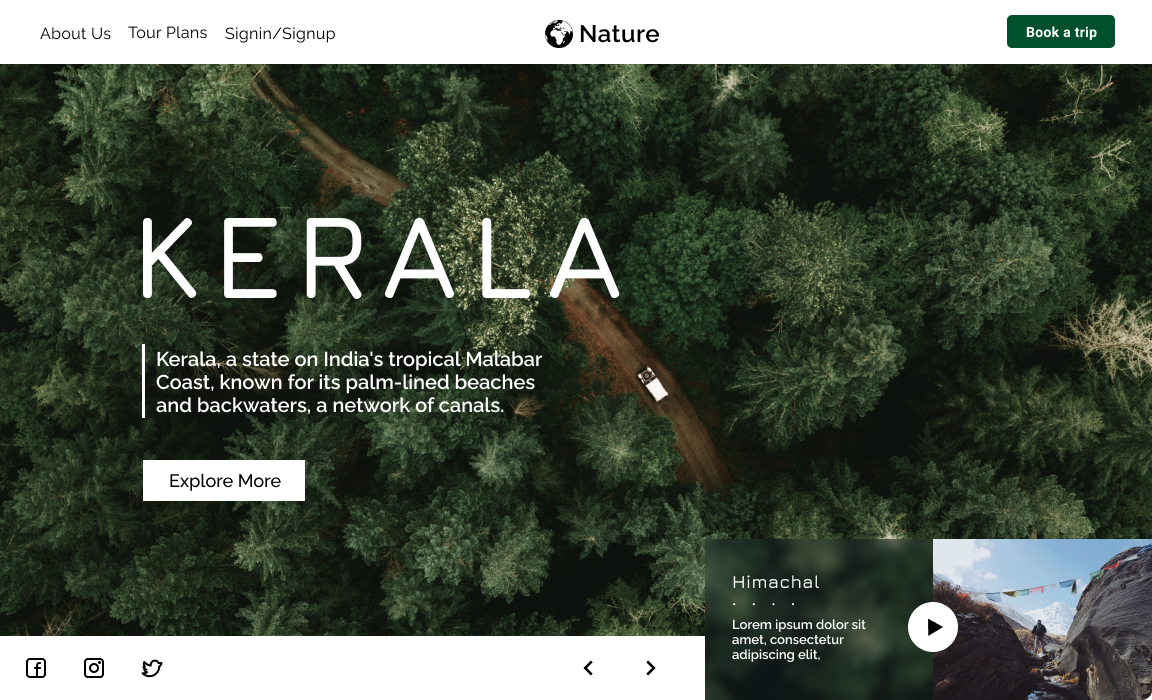 About Us Tour Plans Signin/Signup Nature Book a trip
KERALA
Kerala, a state on India's tropical Malabar
Coast, known for its palm-lined beaches
and backwaters, a network of canals.
Explore More
Himachal
Lorem ipsum dolor sit
amet, consectetur
adipiscing elit,